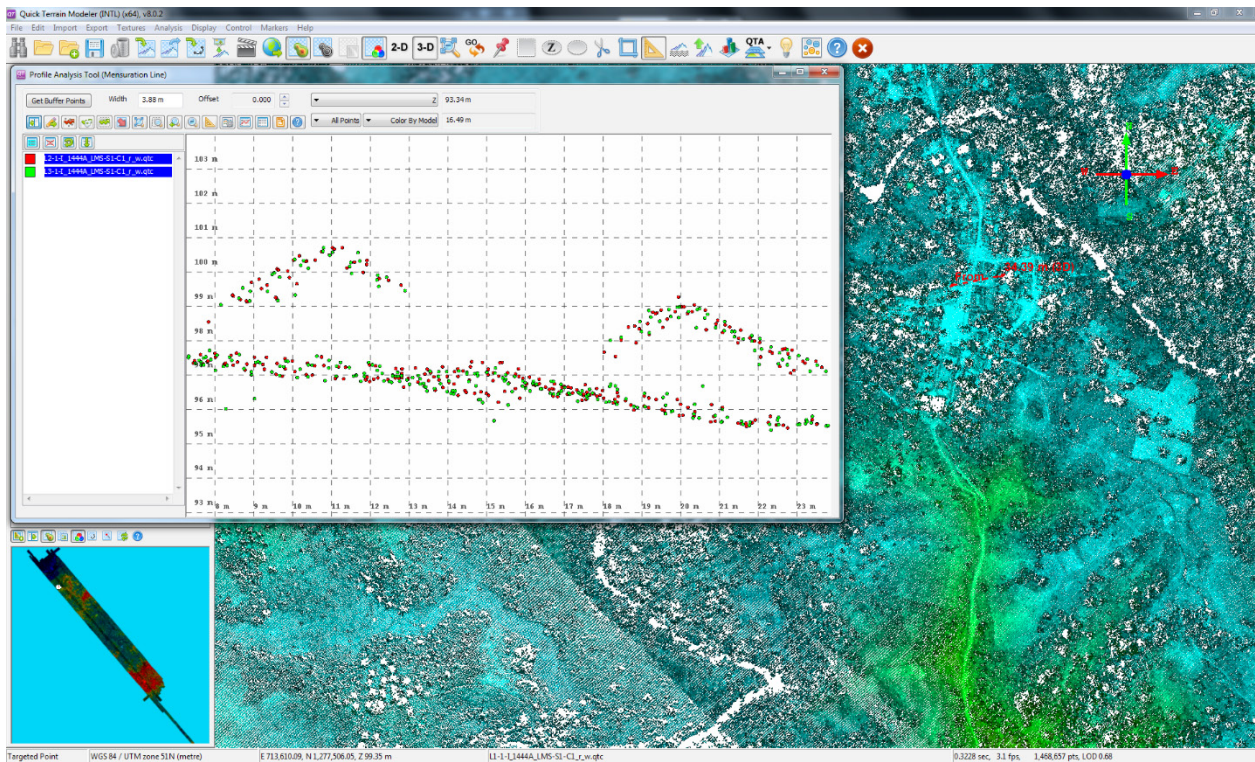 Quick Terrain Modeler (INTL) (x64), v8.0.2
File Edit Import Export Textures Analysis Display Control Markers Help
2-D 3-D GO QTA
Profile Analysis Tool (Mensuration Line)
Get Buffer Points Width 3.88 m Offset 0.000 Z 93.34 m
All Points Color By Model 16.49 m
L2-1-I_1444A_LMS-S1-C1_r_w.qtc
L3-1-I_1444A_LMS-S1-C1_r_w.qtc
103 m
102 m
101 m
100 m
99 m
98 m
96 m
95 m
94 m
93 m
8 m 9 m 10 m 11 m 12 m 13 m 14 m 15 m 16 m 17 m 18 m 19 m 20 m 21 m 22 m 23 m
Targeted Point WGS 84 / UTM zone 51N (metre) E 713,610.09, N 1,277,506.05, Z 99.35 m L1-1-I_1444A_LMS-S1-C1_r_w.qtc 0.3228 sec, 3.1 fps, 1,468,657 pts, LOD 0.68